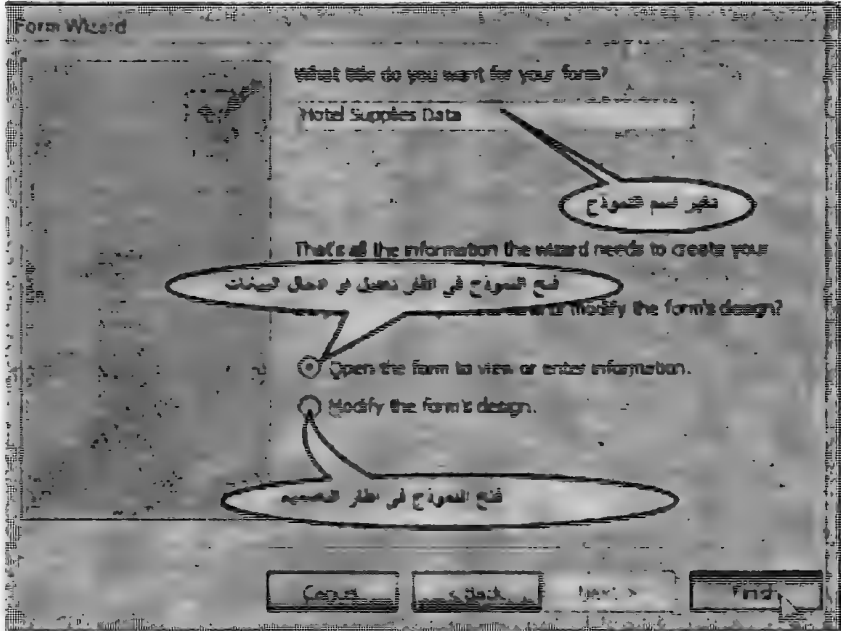 Form Wizard
What title do you want for your form?
Hotel Supplies Data
تغير اسم النموذج
That's all the information the wizard needs to create your
فتح النموذج في اطار تعديل او ادخال البيانات
modify the form's design?
Open the form to view or enter information.
Modify the form's design.
فتح النموذج في اطار التصميم
Cancel
< Back
Next >
Finish